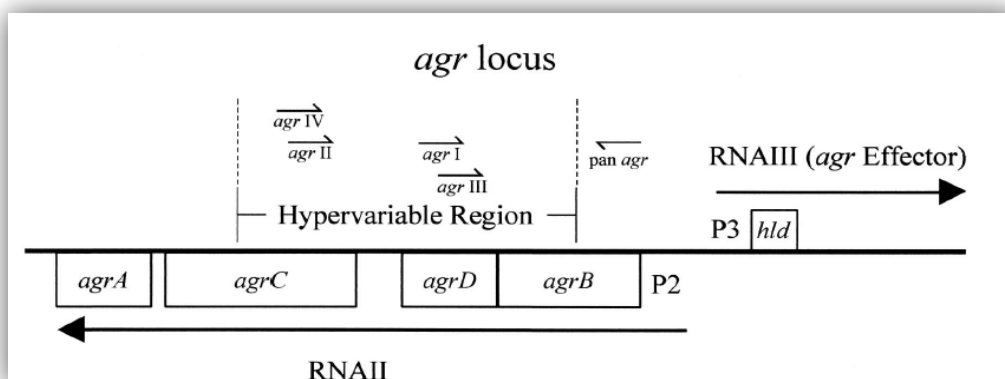 agr locus
agr IV
agr II
agr I
agr III
pan agr
RNAIII (agr Effector)
Hypervariable Region
P3
hld
agrA
agrC
agrD
agrB
P2
RNAII